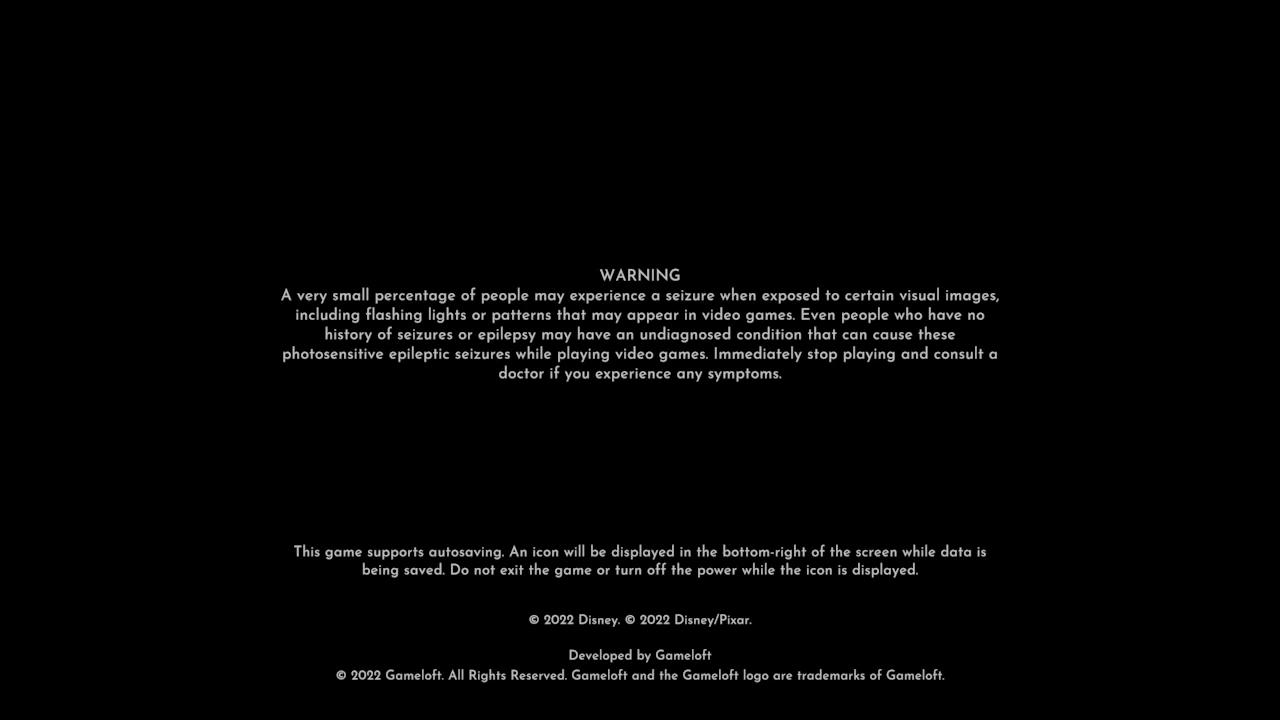 WARNING
A very small percentage of people may experience a seizure when exposed to certain visual images,
including flashing lights or patterns that may appear in video games. Even people who have no
history of seizures or epilepsy may have an undiagnosed condition that can cause these
photosensitive epileptic seizures while playing video games. Immediately stop playing and consult a
doctor if you experience any symptoms.
This game supports autosaving. An icon will be displayed in the bottom-right of the screen while data is
being saved. Do not exit the game or turn off the power while the icon is displayed.
© 2022 Disney. © 2022 Disney/Pixar.
Developed by Gameloft
© 2022 Gameloft. All Rights Reserved. Gameloft and the Gameloft logo are trademarks of Gameloft.